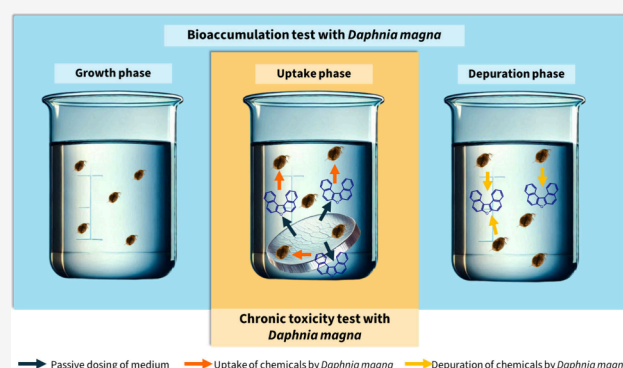 Bioaccumulation test with Daphnia magna
Growth phase
Uptake phase
Depuration phase
Chronic toxicity test with
Daphnia magna
Passive dosing of medium
Uptake of chemicals by Daphnia magna
Depuration of chemicals by Daphnia magna